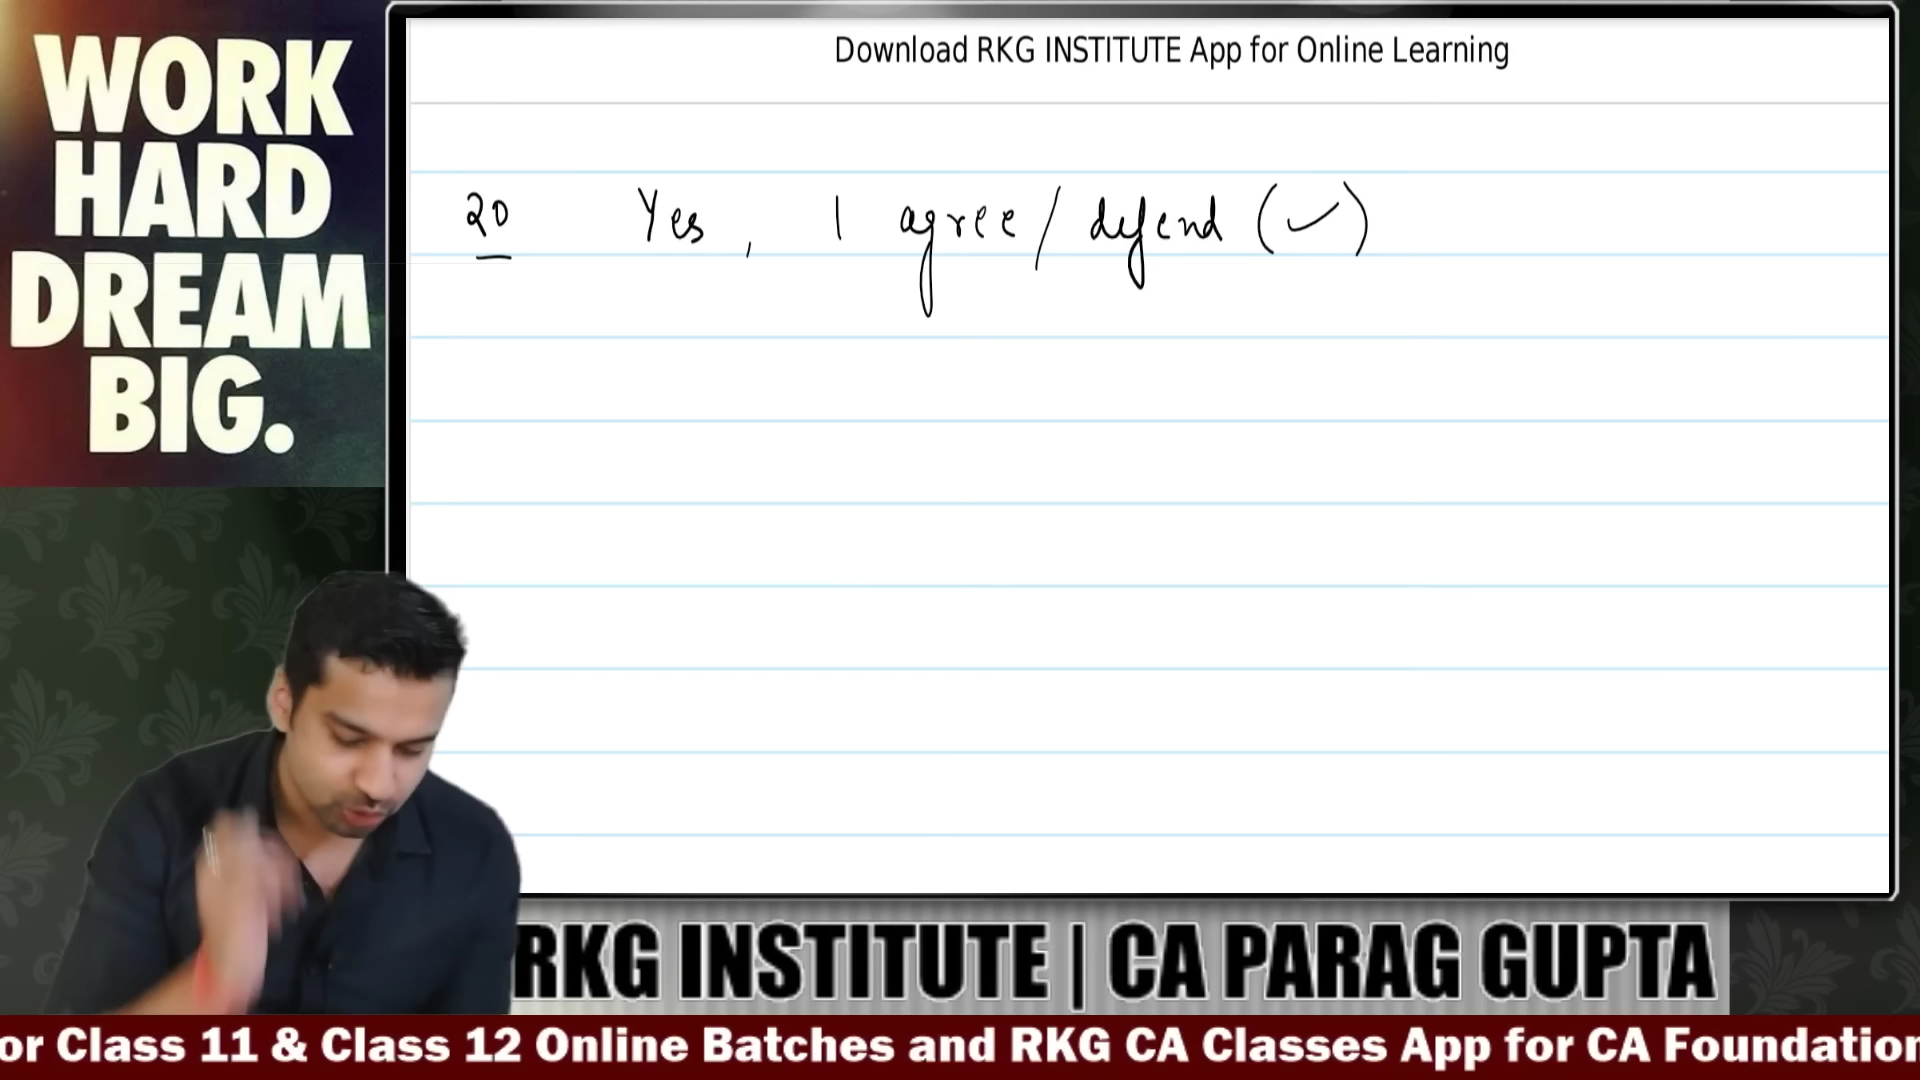 WORK
HARD
DREAM
BIG.
Download RKG INSTITUTE App for Online Learning
20 Yes, I agree/defend (✓)
RKG INSTITUTE | CA PARAG GUPTA
or Class 11 & Class 12 Online Batches and RKG CA Classes App for CA Foundation